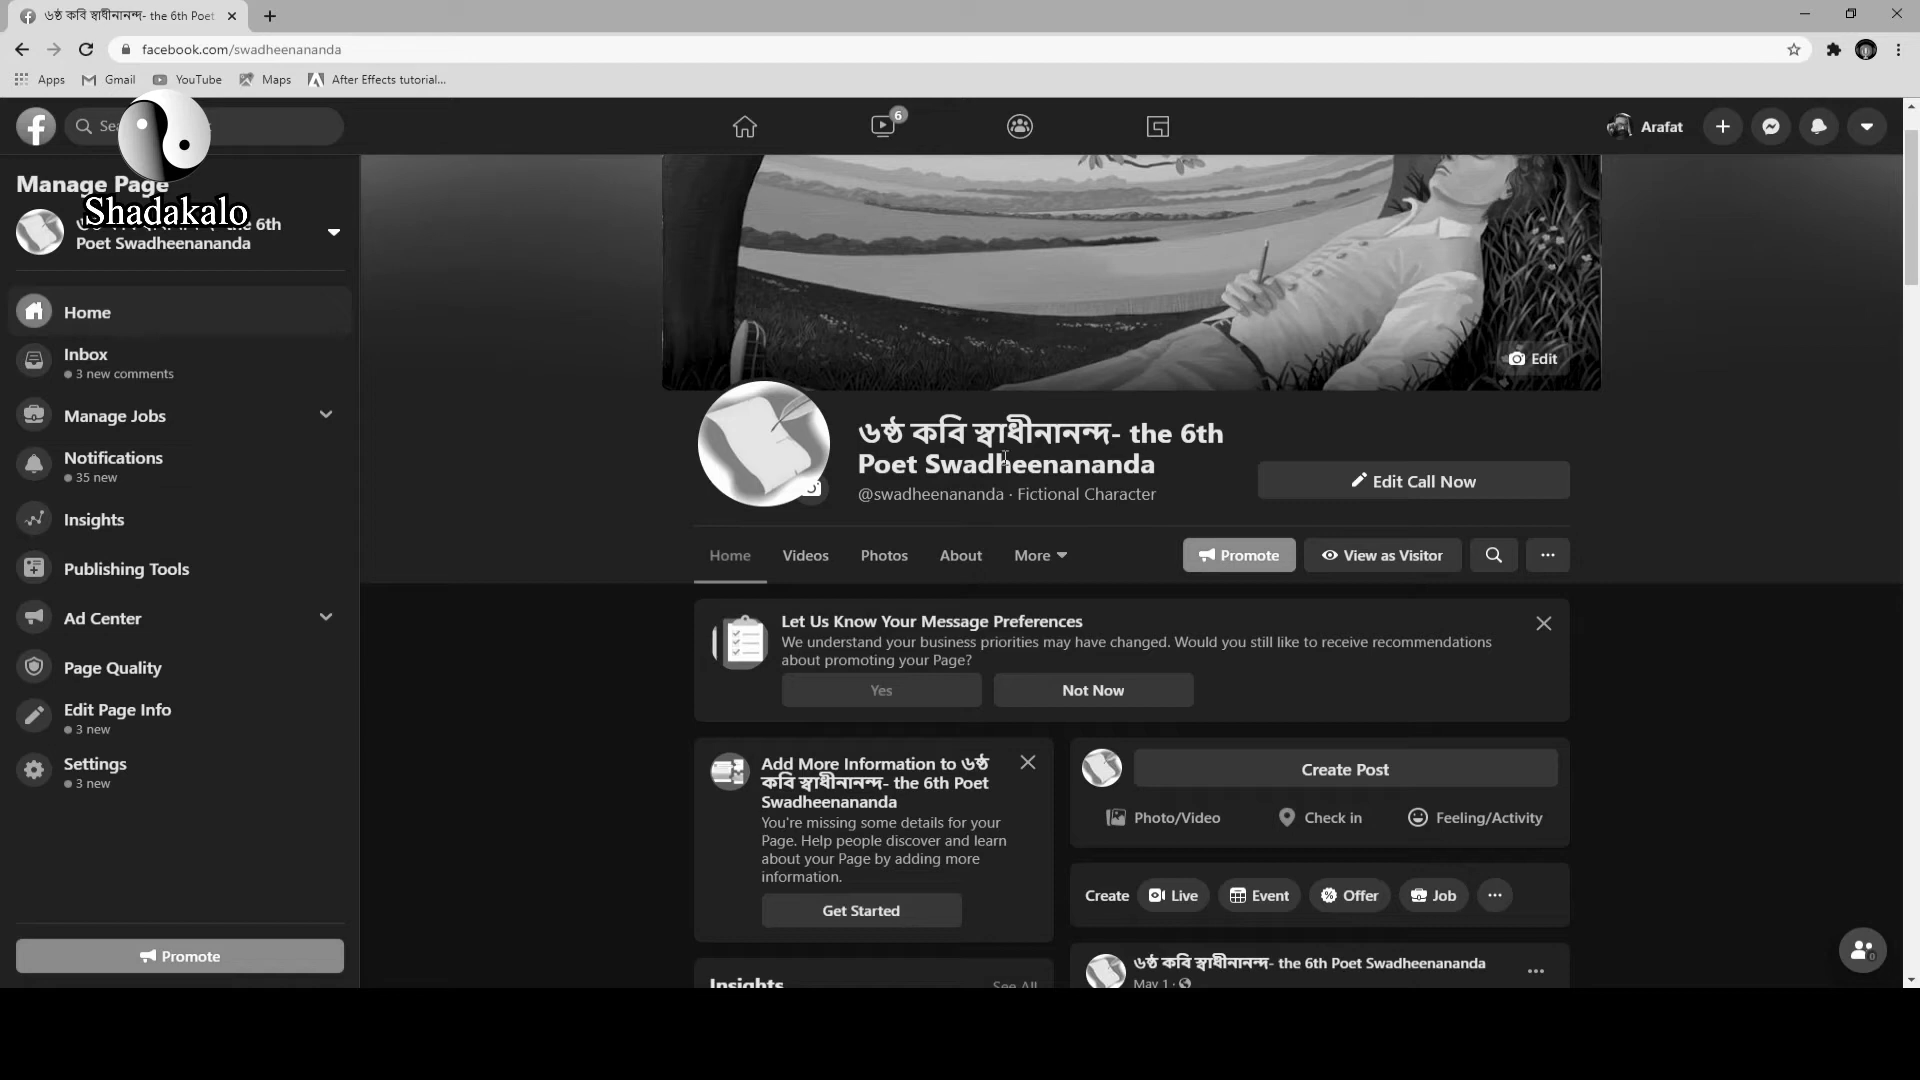 ৬ষ্ঠ কবি স্বাধীনানন্দ- the 6th Poet
facebook.com/swadheenananda
Apps
Gmail
YouTube
Maps
After Effects tutorial...
6
Arafat
Manage Page
Shadakalo
6th
Poet Swadheenananda
Home
Inbox
3 new comments
Manage Jobs
Notifications
35 new
Insights
Publishing Tools
Ad Center
Page Quality
Edit Page Info
3 new
Settings
3 new
Promote
Edit
৬ষ্ঠ কবি স্বাধীনানন্দ- the 6th
Poet Swadheenananda
@swadheenananda · Fictional Character
Edit Call Now
Home
Videos
Photos
About
More
Promote
View as Visitor
Let Us Know Your Message Preferences
We understand your business priorities may have changed. Would you still like to receive recommendations
about promoting your Page?
Yes
Not Now
Add More Information to ৬ষ্ঠ
কবি স্বাধীনানন্দ- the 6th Poet
Swadheenananda
You're missing some details for your
Page. Help people discover and learn
about your Page by adding more
information.
Get Started
Insights
See All
Create Post
Photo/Video
Check in
Feeling/Activity
Create
Live
Event
Offer
Job
৬ষ্ঠ কবি স্বাধীনানন্দ- the 6th Poet Swadheenananda
May 1 ·
0